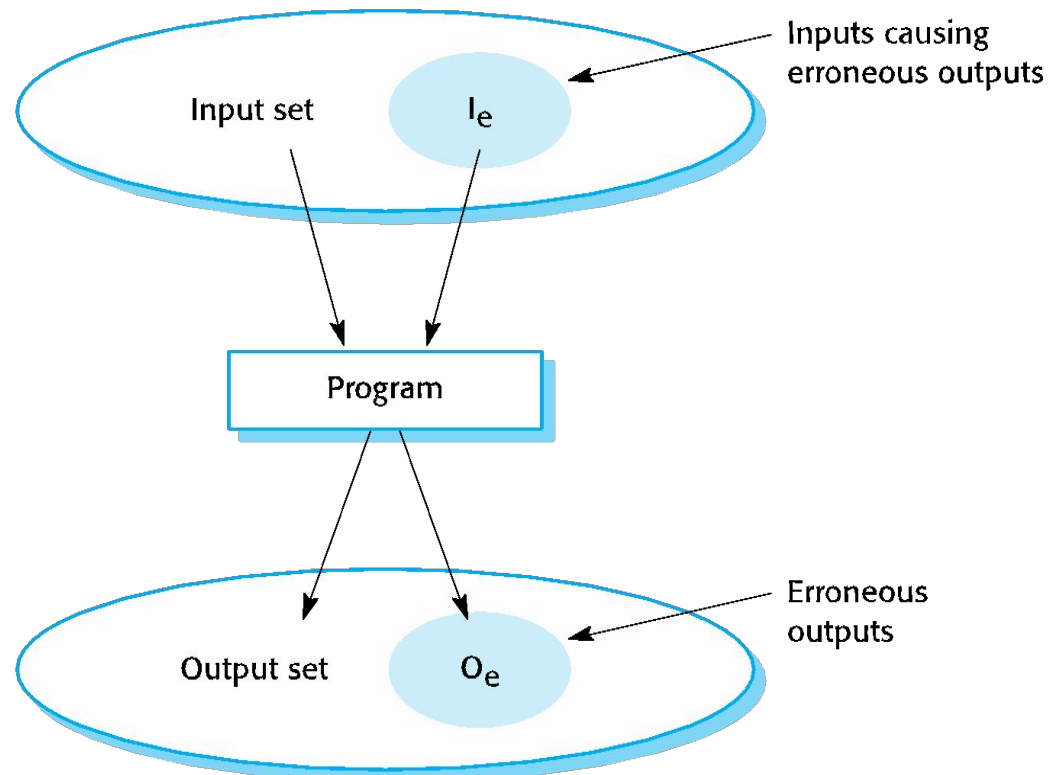 Inputs causing
erroneous outputs
Input set
Ie
Program
Erroneous
outputs
Output set
Oe